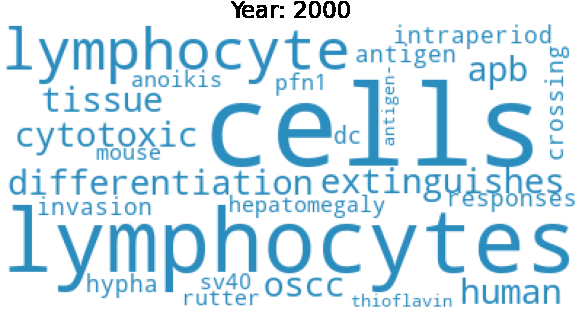 Year: 2000
lymphocyte
intraperiod
antigen
apb
crossing
anoikis
pfn1
antigen-
tissue
cells
cytotoxic
dc
mouse
differentiation
extinguishes
responses
invasion
hepatomegaly
lymphocytes
hypha
sv40
oscc
human
rutter
thioflavin